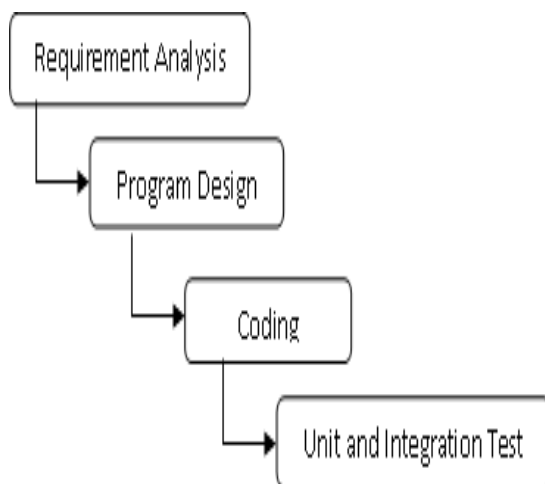 Requirement Analysis
Program Design
Coding
Unit and Integration Test